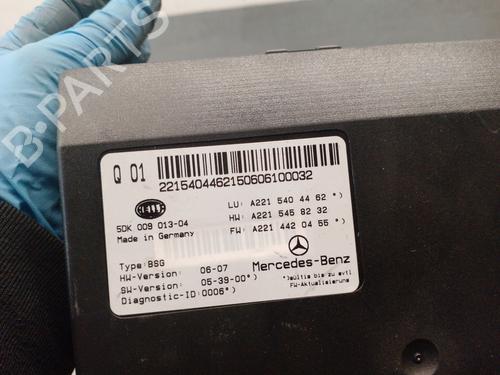 B-PARTS
Q 01
2215404462150606100032
HELLA
5DK 009 013-04
Made in Germany
LU: A221 540 44 62 *)
HW: A221 545 82 32
FW: A221 442 04 55 *)
Type: BSG
HW-Version: 06-07
SW-Version: 05-39-00*)
Diagnostic-ID: 0006*)
Mercedes-Benz
*)Gültig bis zu evtl
FW-Aktualisierung